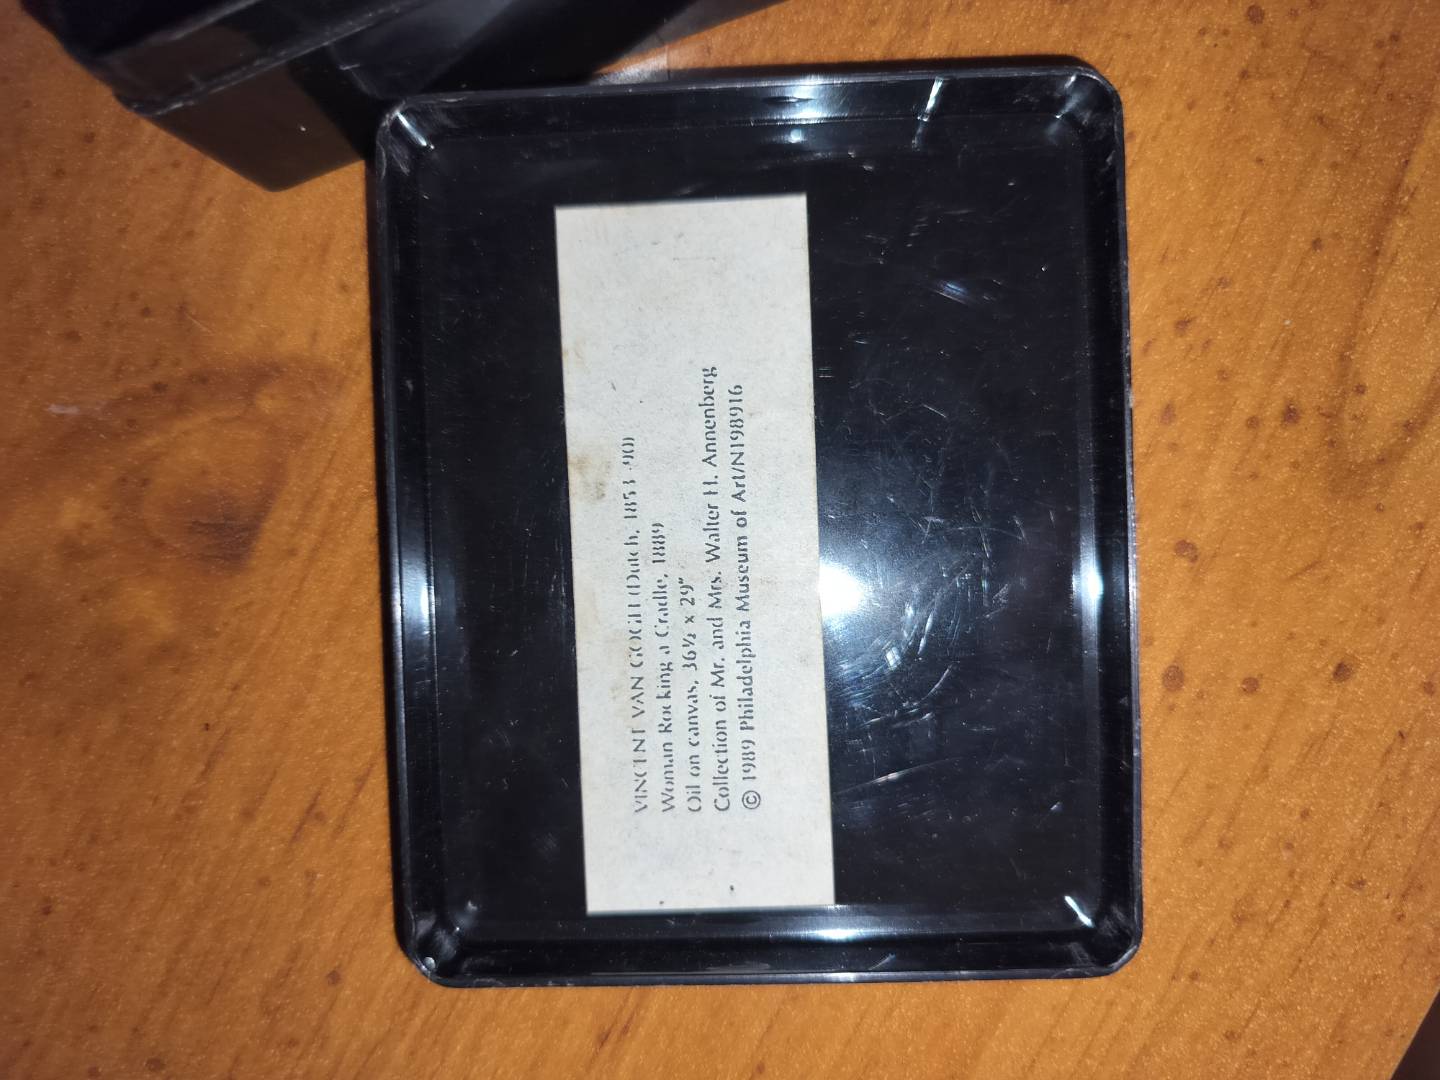 VINCENT VAN GOGH (Dutch, 1853-90)
Woman Rocking a Cradle, 1889
Oil on canvas, 36½ x 29"
Collection of Mr. and Mrs. Walter H. Annenberg
© 1989 Philadelphia Museum of Art/N198916